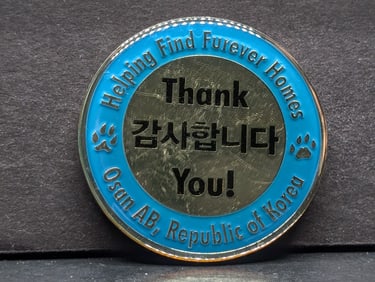 Helping Find Furever Homes
Thank
감사합니다
You!
Osan AB, Republic of Korea